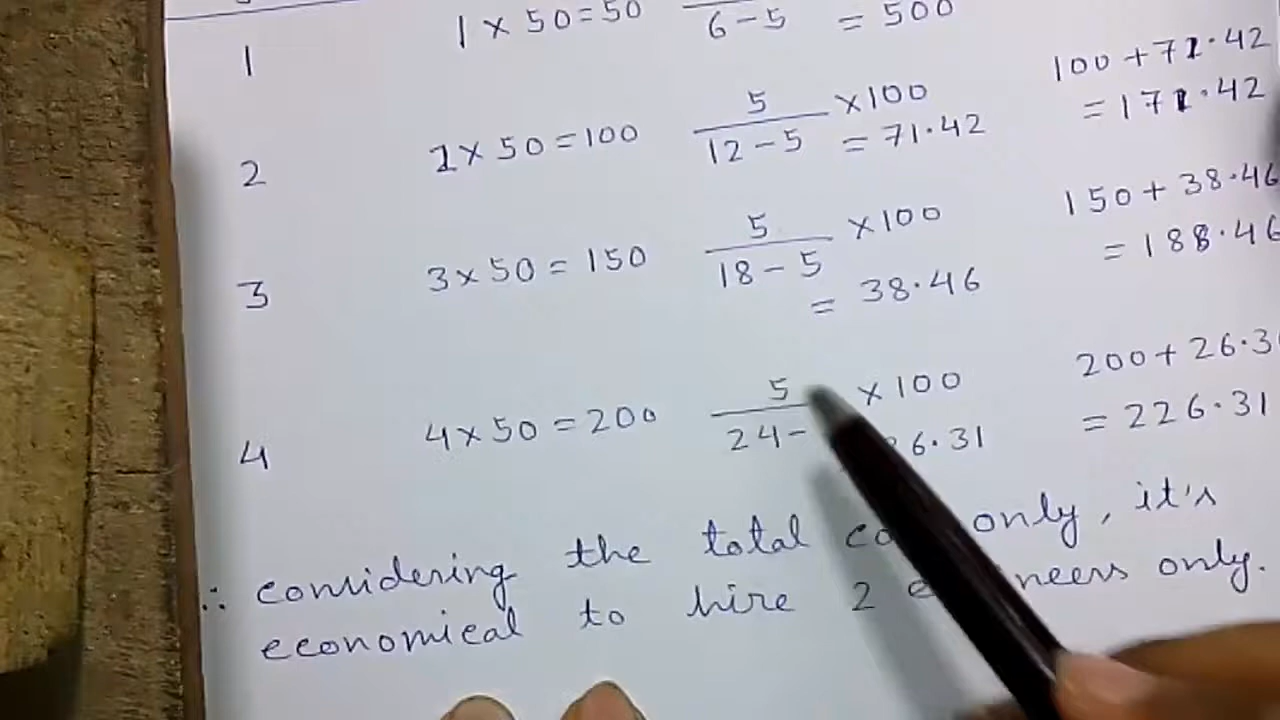 1 1 × 50 = 50 6 - 5 = 500
2 2 × 50 = 100 5 / 12 - 5 × 100 = 71.42 100 + 71.42 = 171.42
3 3 × 50 = 150 5 / 18 - 5 × 100 = 38.46 150 + 38.46 = 188.46
4 4 × 50 = 200 5 / 24 - × 100 6.31 200 + 26.3 = 226.31
∴ considering the total only, it's
economical to hire 2 only.